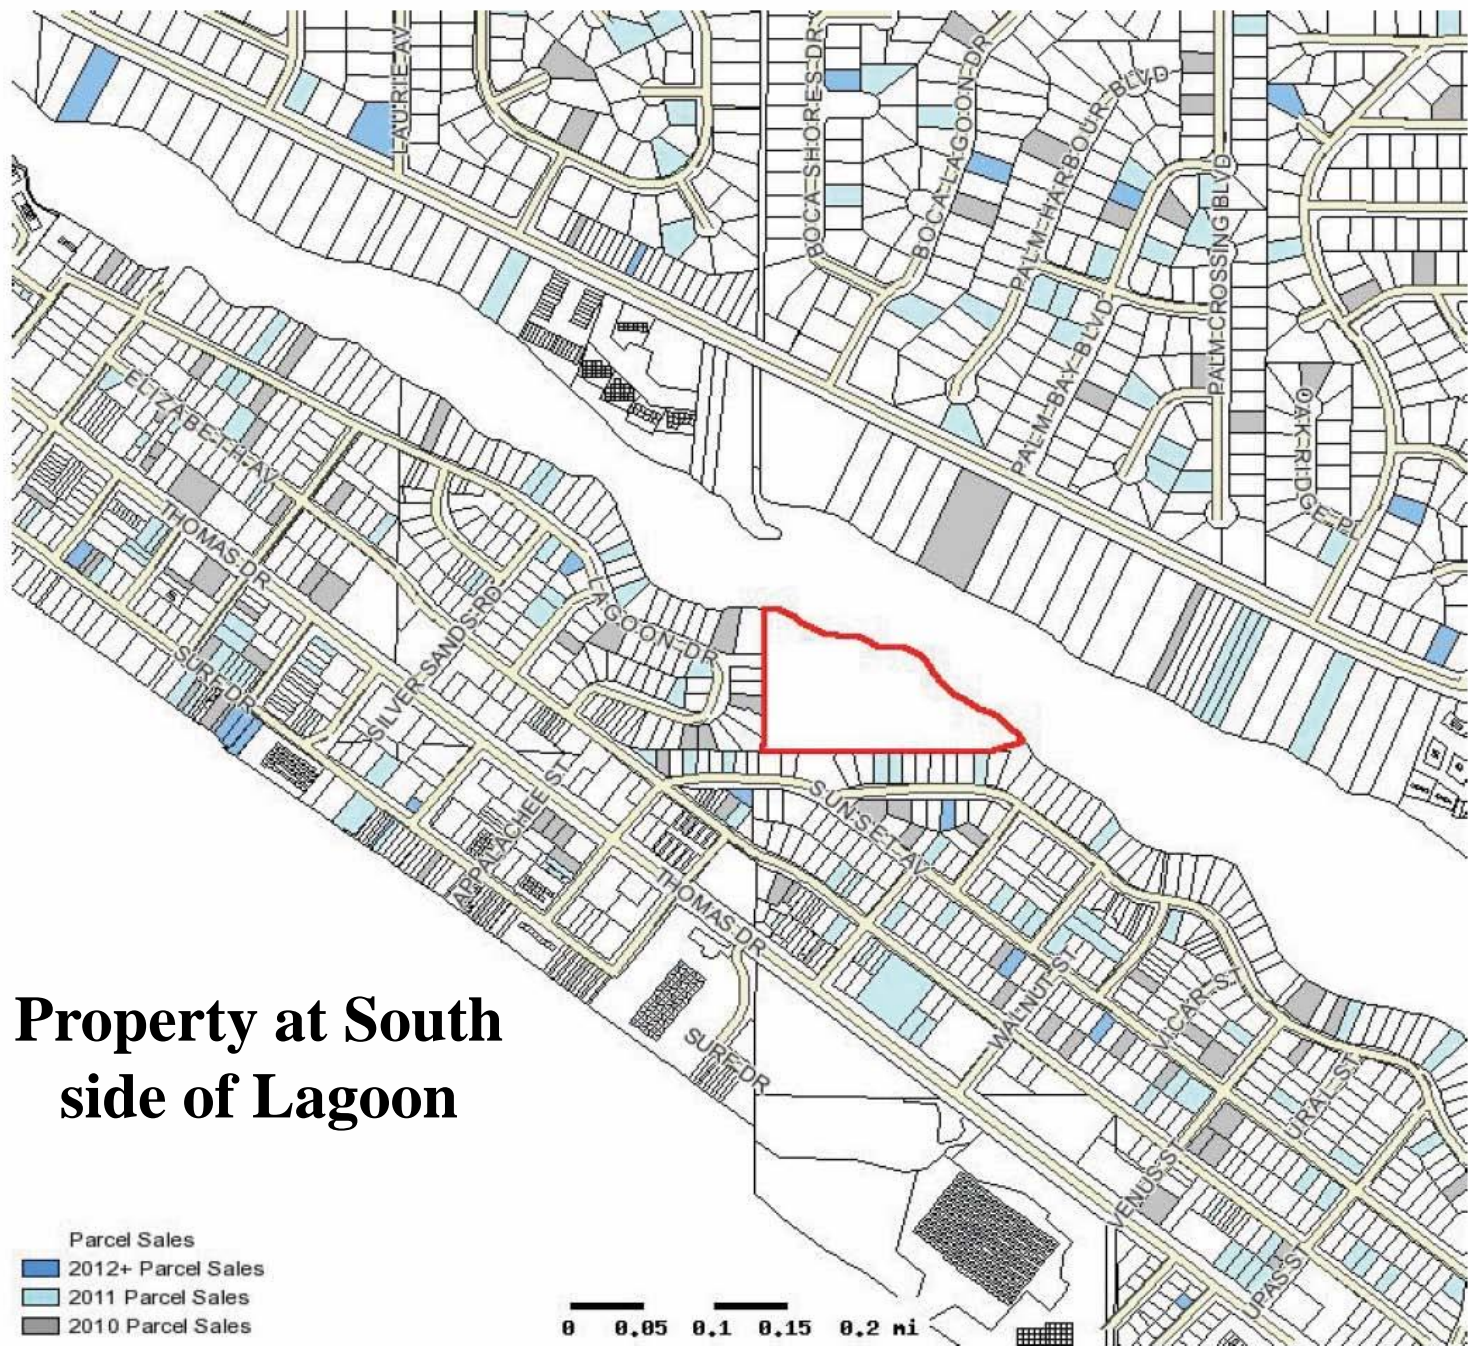 LAURIE AV
BOCA SHORES DR
BOCA LAGOON DR
PALM HARBOUR BLVD
PALM CROSSING BLVD
PALM BAY BLVD
OAK RIDGE PL
ELIZABETH AV
THOMAS DR
SURF DR
SILVER SANDS RD
LAGOON DR
APPALACHEE ST
SUNSET AV
THOMAS DR
SURF DR
WALNUT ST
VICAR ST
URAL ST
VENUS ST
UPAS S
Property at South
side of Lagoon
Parcel Sales
2012+ Parcel Sales
2011 Parcel Sales
2010 Parcel Sales
0 0.05 0.1 0.15 0.2 mi